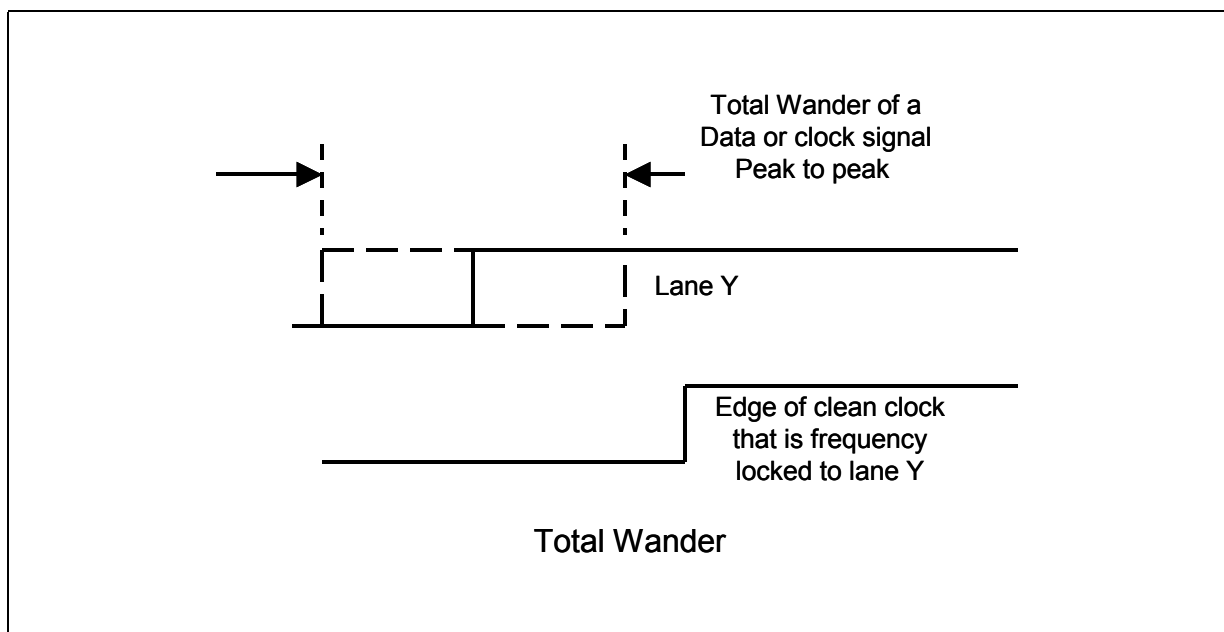 Total Wander of a
Data or clock signal
Peak to peak
Lane Y
Edge of clean clock
that is frequency
locked to lane Y
Total Wander